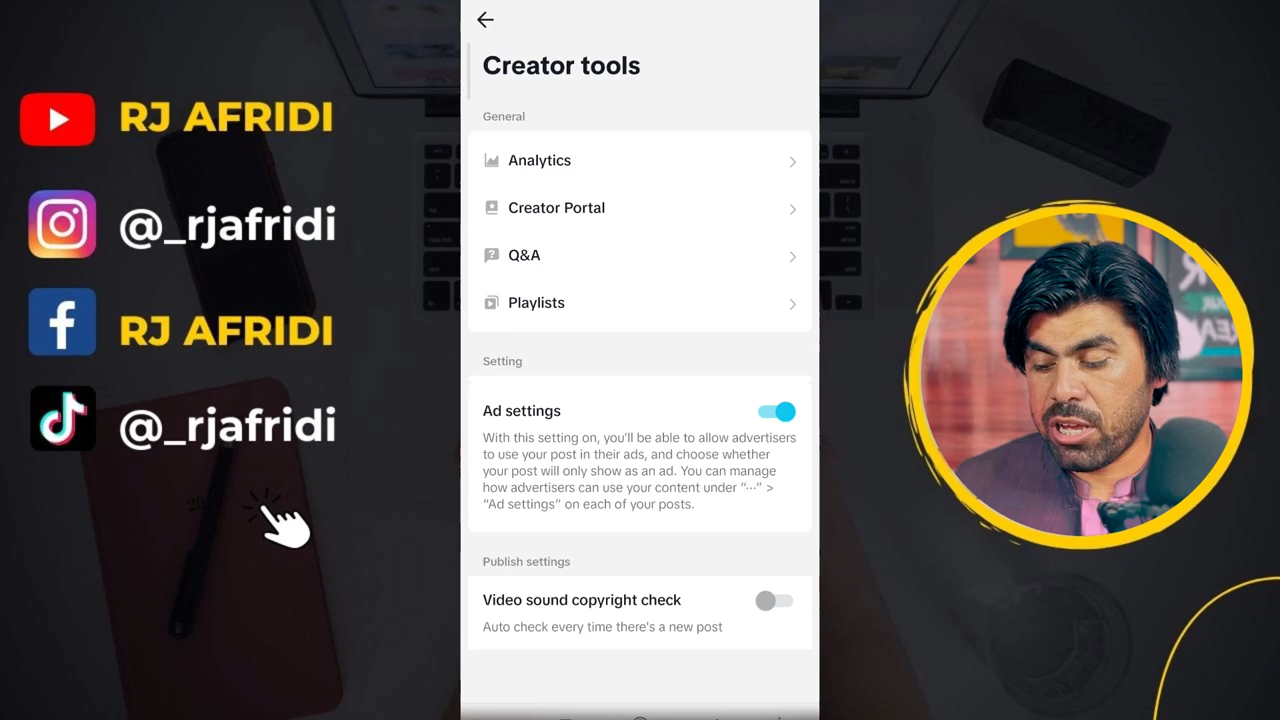 RJ AFRIDI
@_rjafridi
RJ AFRIDI
@_rjafridi
Creator tools
General
Analytics
Creator Portal
Q&A
Playlists
Setting
Ad settings
With this setting on, you'll be able to allow advertisers
to use your post in their ads, and choose whether
your post will only show as an ad. You can manage
how advertisers can use your content under “···” >
“Ad settings” on each of your posts.
Publish settings
Video sound copyright check
Auto check every time there's a new post